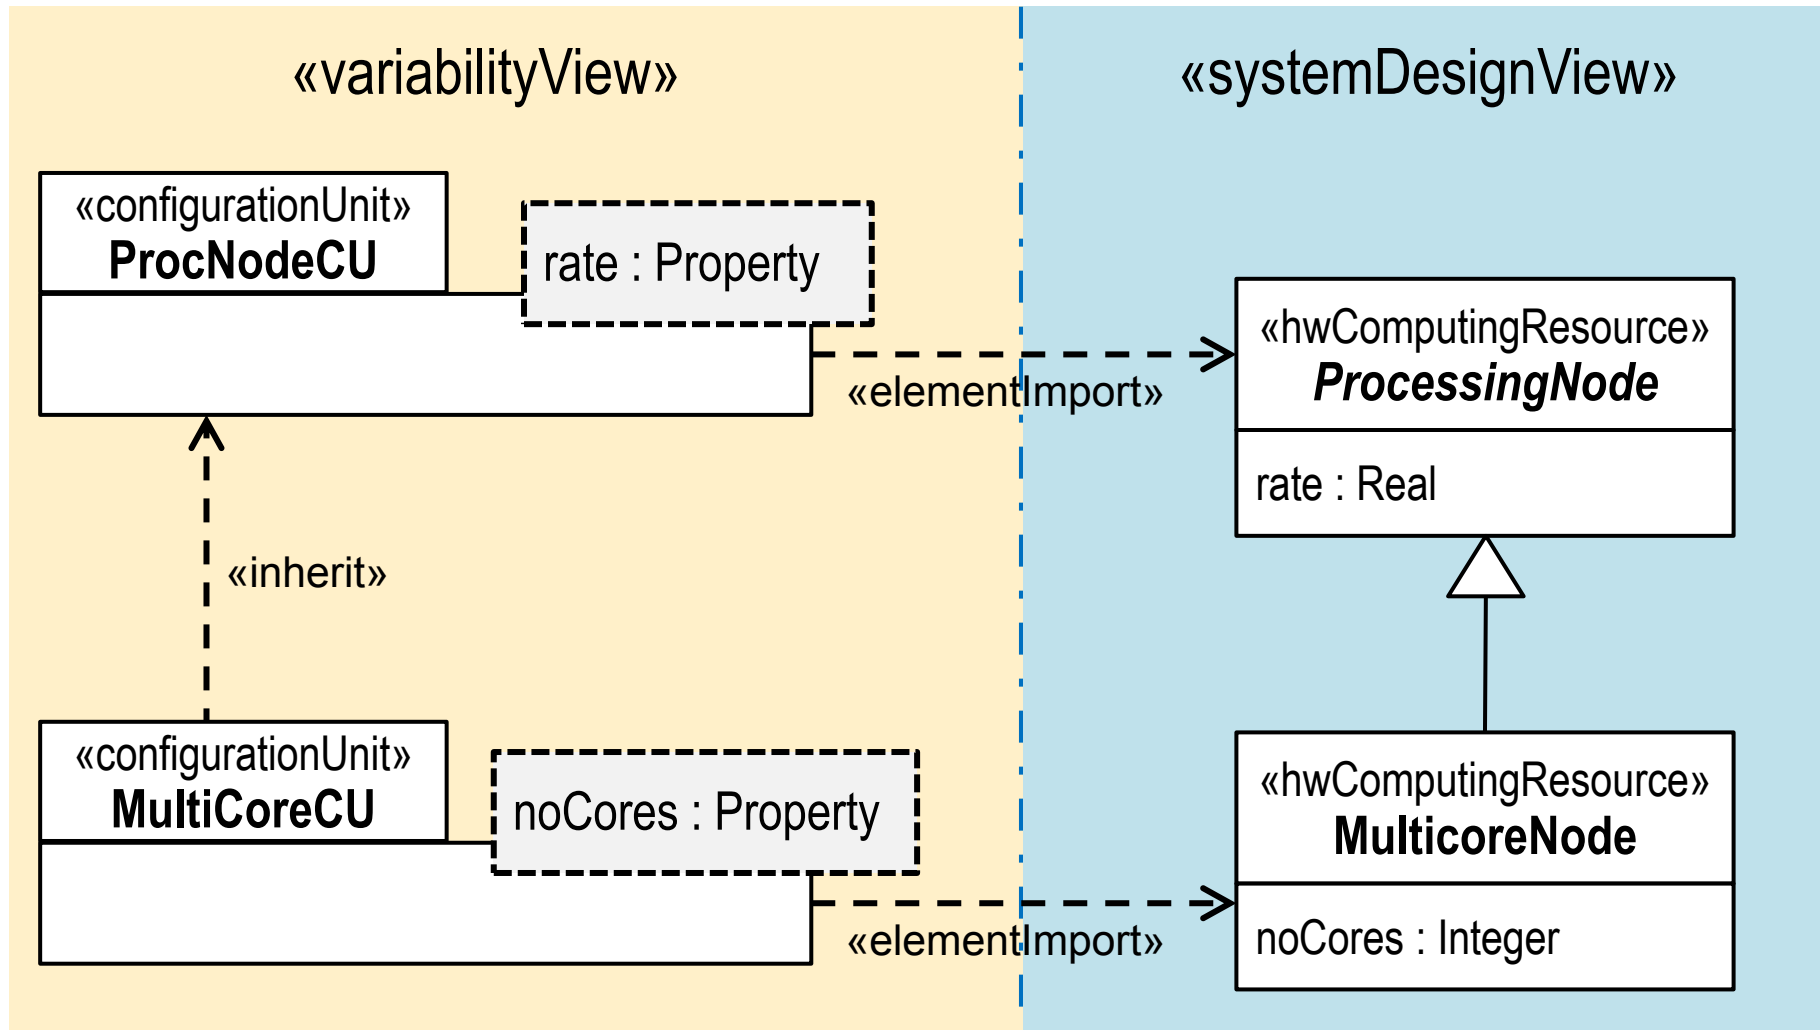 «variabilityView»
«systemDesignView»
«configurationUnit»
ProcNodeCU
rate : Property
«elementImport»
«hwComputingResource»
ProcessingNode
rate : Real
«inherit»
«configurationUnit»
MultiCoreCU
noCores : Property
«elementImport»
«hwComputingResource»
MulticoreNode
noCores : Integer